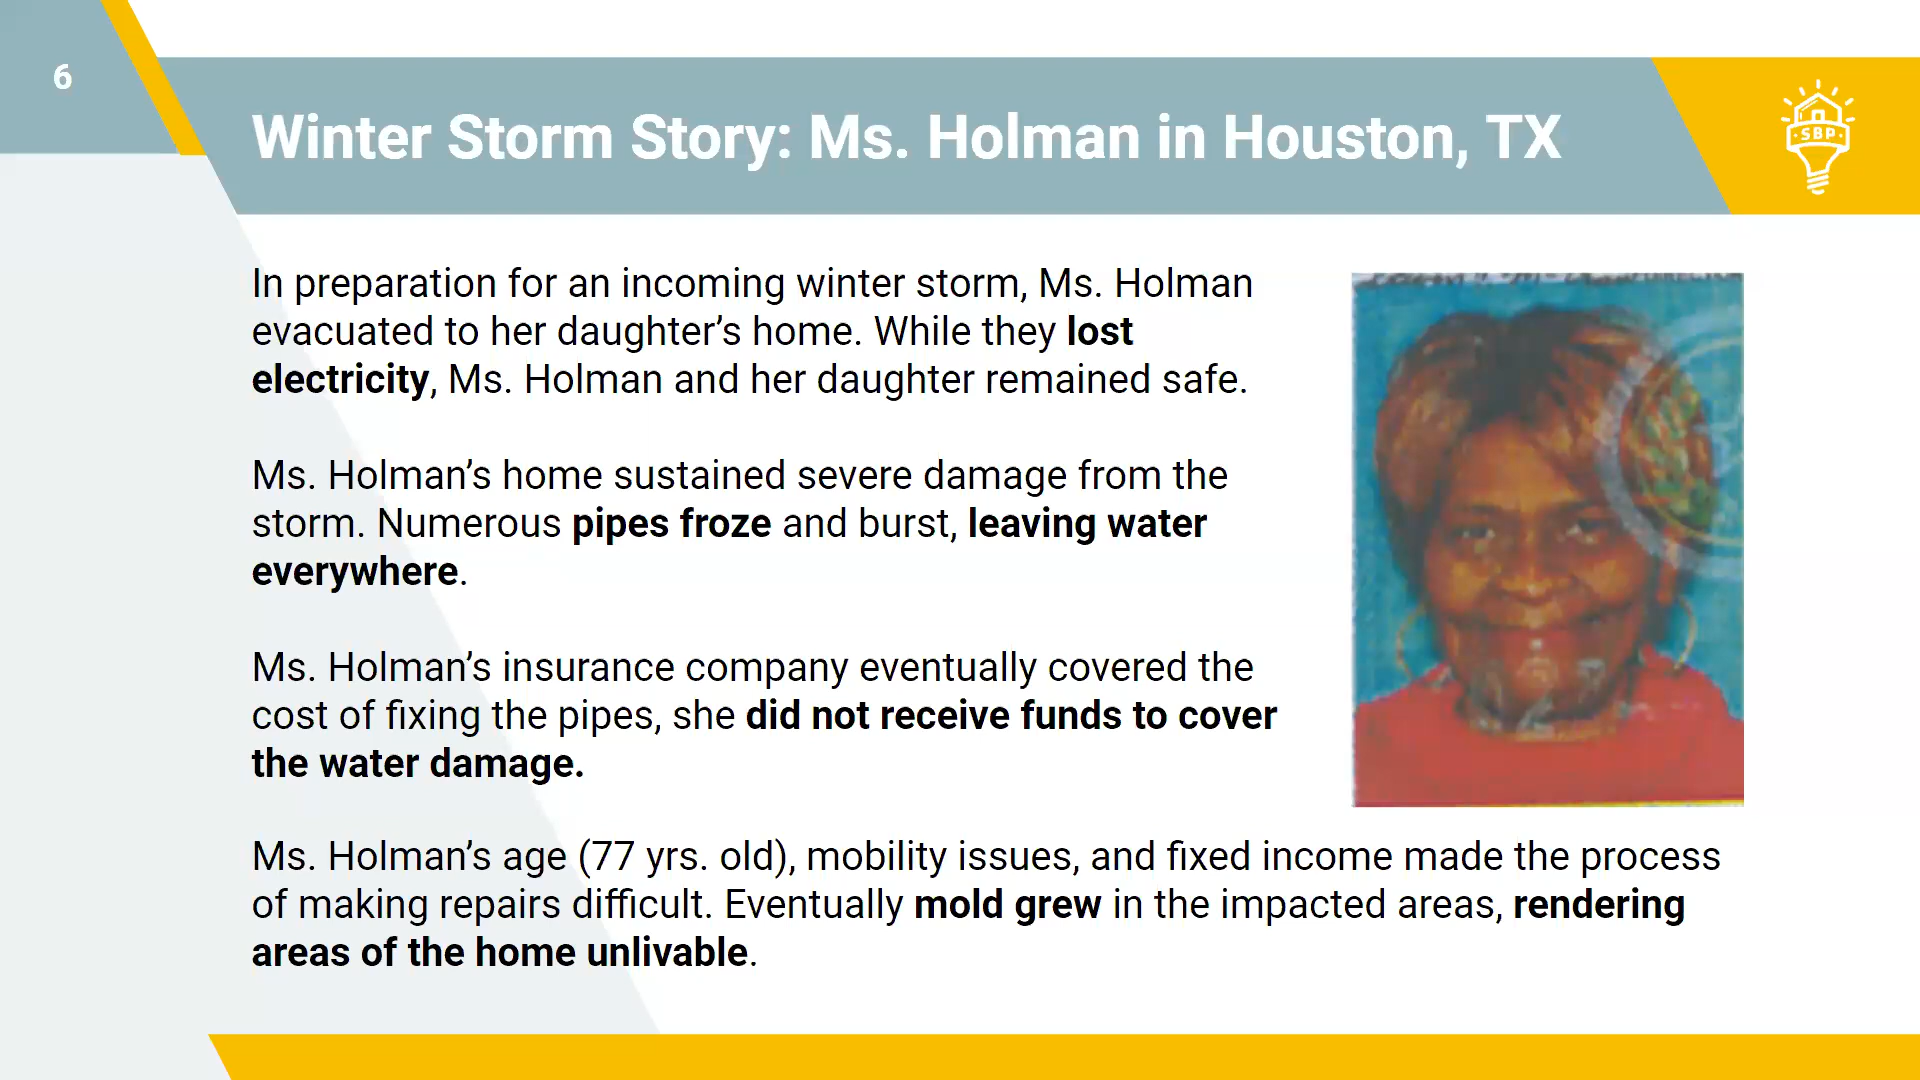 6
Winter Storm Story: Ms. Holman in Houston, TX
SBP
In preparation for an incoming winter storm, Ms. Holman
evacuated to her daughter’s home. While they lost
electricity, Ms. Holman and her daughter remained safe.
Ms. Holman’s home sustained severe damage from the
storm. Numerous pipes froze and burst, leaving water
everywhere.
Ms. Holman’s insurance company eventually covered the
cost of fixing the pipes, she did not receive funds to cover
the water damage.
Ms. Holman’s age (77 yrs. old), mobility issues, and fixed income made the process
of making repairs difficult. Eventually mold grew in the impacted areas, rendering
areas of the home unlivable.